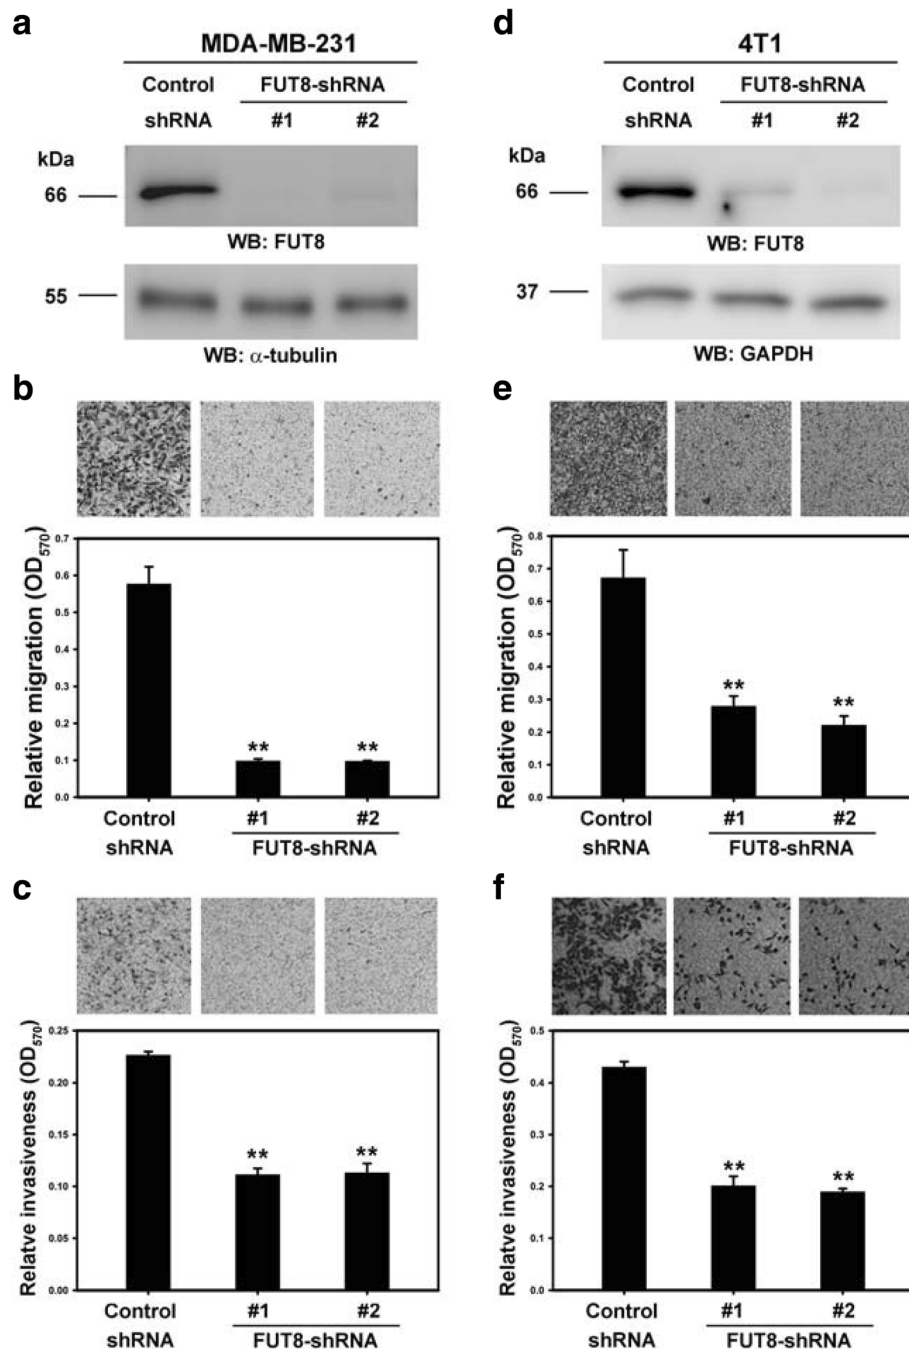 a
MDA-MB-231
Control FUT8-shRNA
shRNA #1 #2
kDa
66
WB: FUT8
55
WB: α-tubulin
b
Relative migration (OD570)
0.7
0.6
0.5
0.4
0.3
0.2
0.1
0.0
** **
Control #1 #2
shRNA FUT8-shRNA
c
Relatve invasiveness (OD570)
0.25
0.20
0.15
0.10
0.05
0.00
** **
Control #1 #2
shRNA FUT8-shRNA
d
4T1
Control FUT8-shRNA
shRNA #1 #2
kDa
66
WB: FUT8
37
WB: GAPDH
e
Relative migration (OD570)
0.8
0.7
0.6
0.5
0.4
0.3
0.2
0.1
0.0
** **
Control #1 #2
shRNA FUT8-shRNA
f
Relative invasiveness (OD570)
0.5
0.4
0.3
0.2
0.1
0.0
** **
Control #1 #2
shRNA FUT8-shRNA